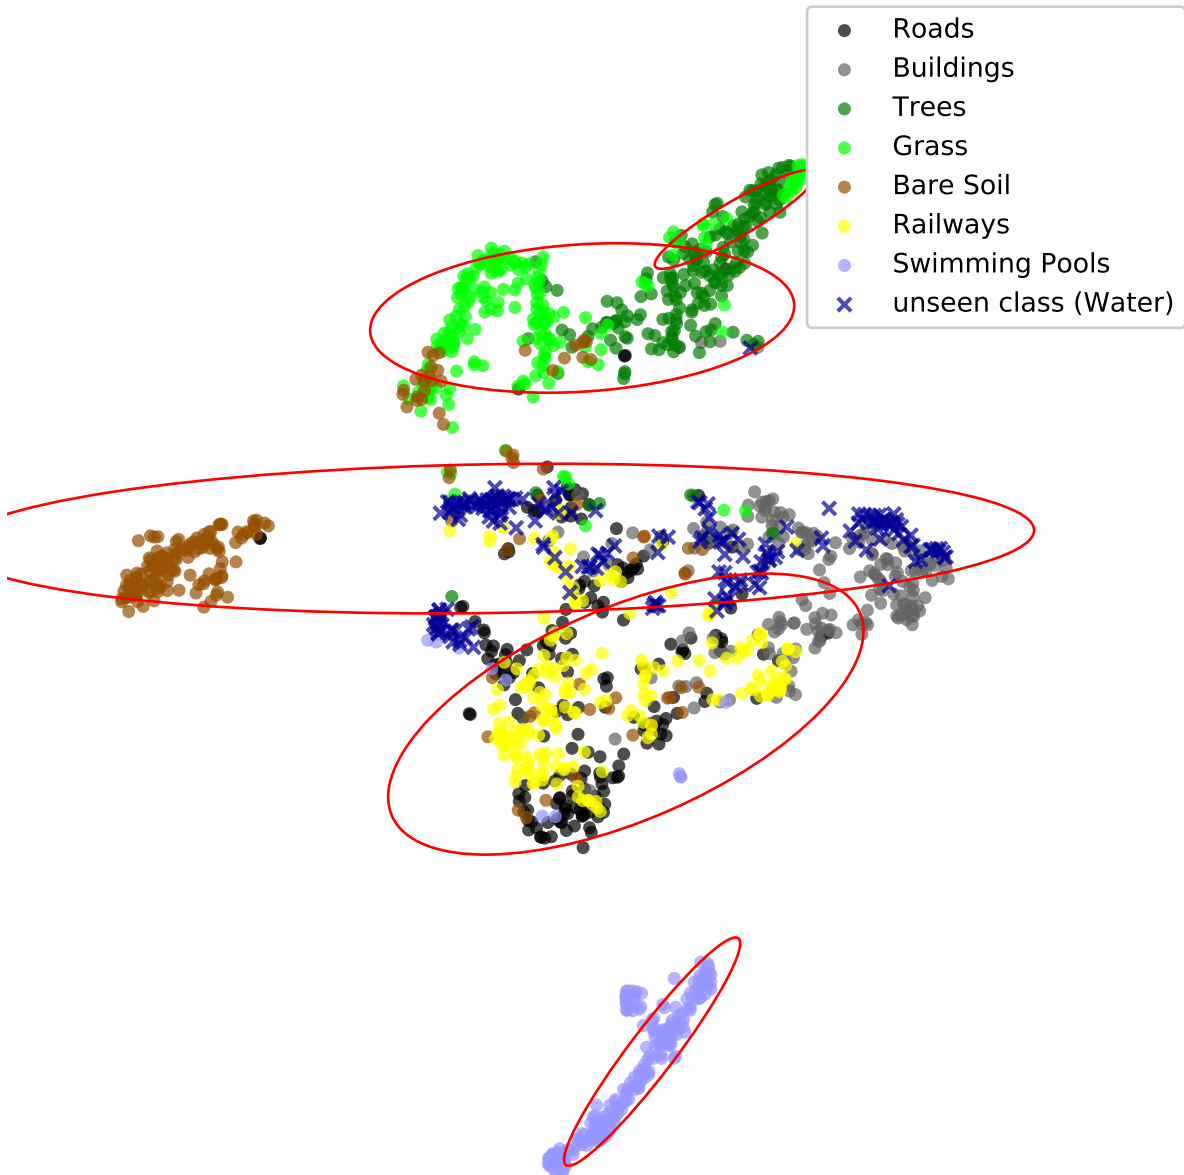 Roads
Buildings
Trees
Grass
Bare Soil
Railways
Swimming Pools
unseen class (Water)